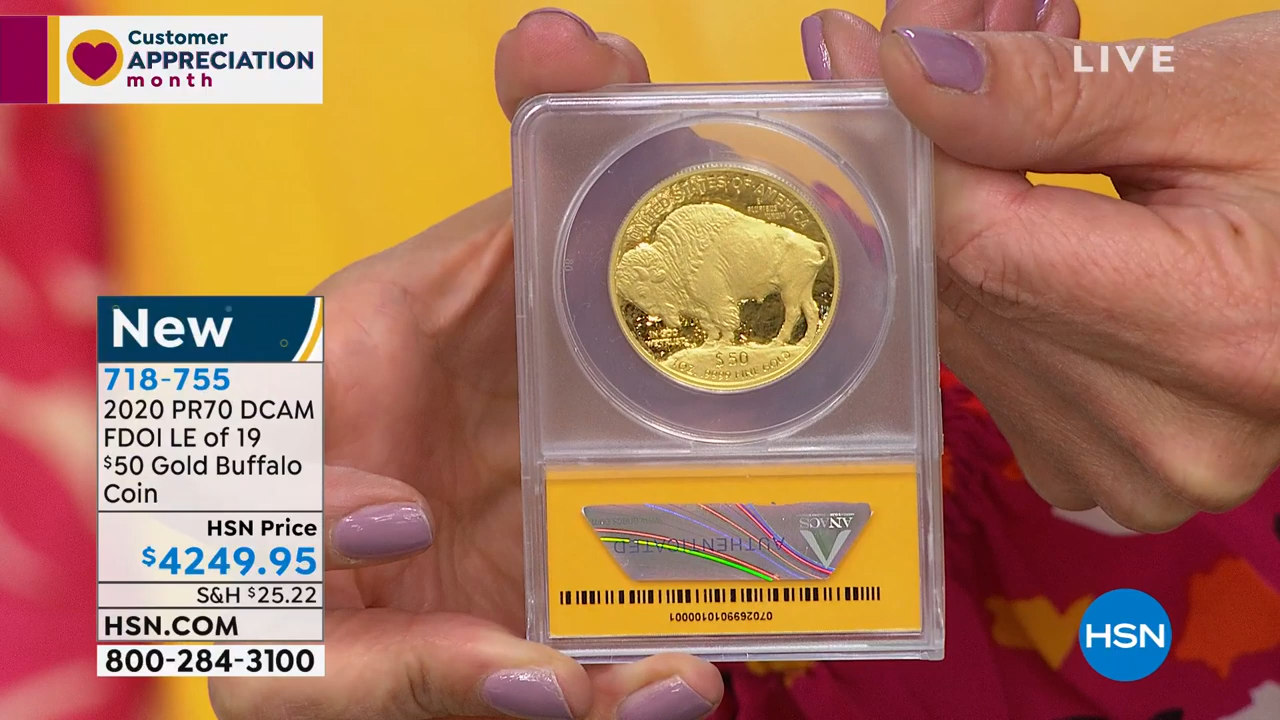 Customer
APPRECIATION
month
LIVE
UNITED STATES OF AMERICA
E
PLURIBUS
UNUM
$50
1 OZ. .9999 FINE GOLD
New
718-755
2020 PR70 DCAM
FDOI LE of 19
$50 Gold Buffalo
Coin
HSN Price
$4249.95
S&H $25.22
HSN.COM
800-284-3100
ANACS
AUTHENTICATED
0702699010100001
HSN